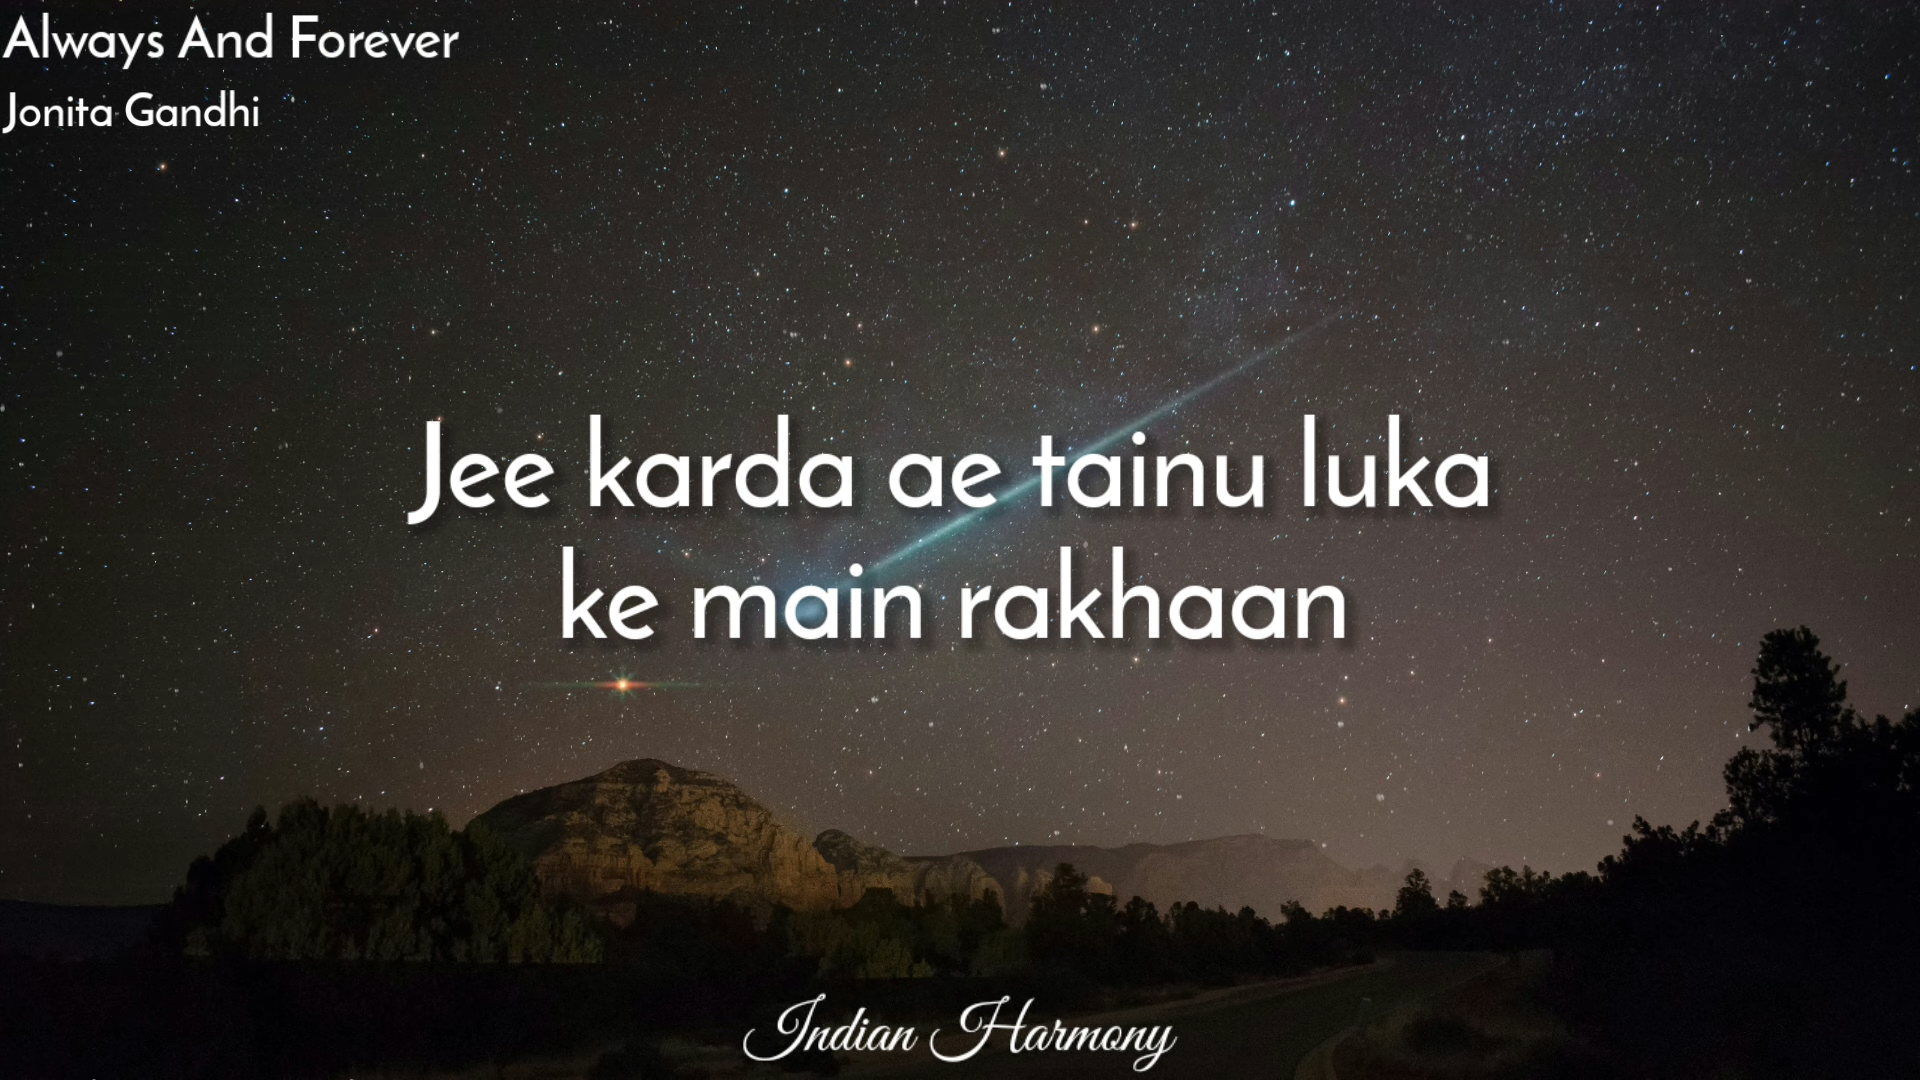 Always And Forever
Jonita Gandhi
Jee karda ae tainu luka
ke main rakhaan
Indian Harmony